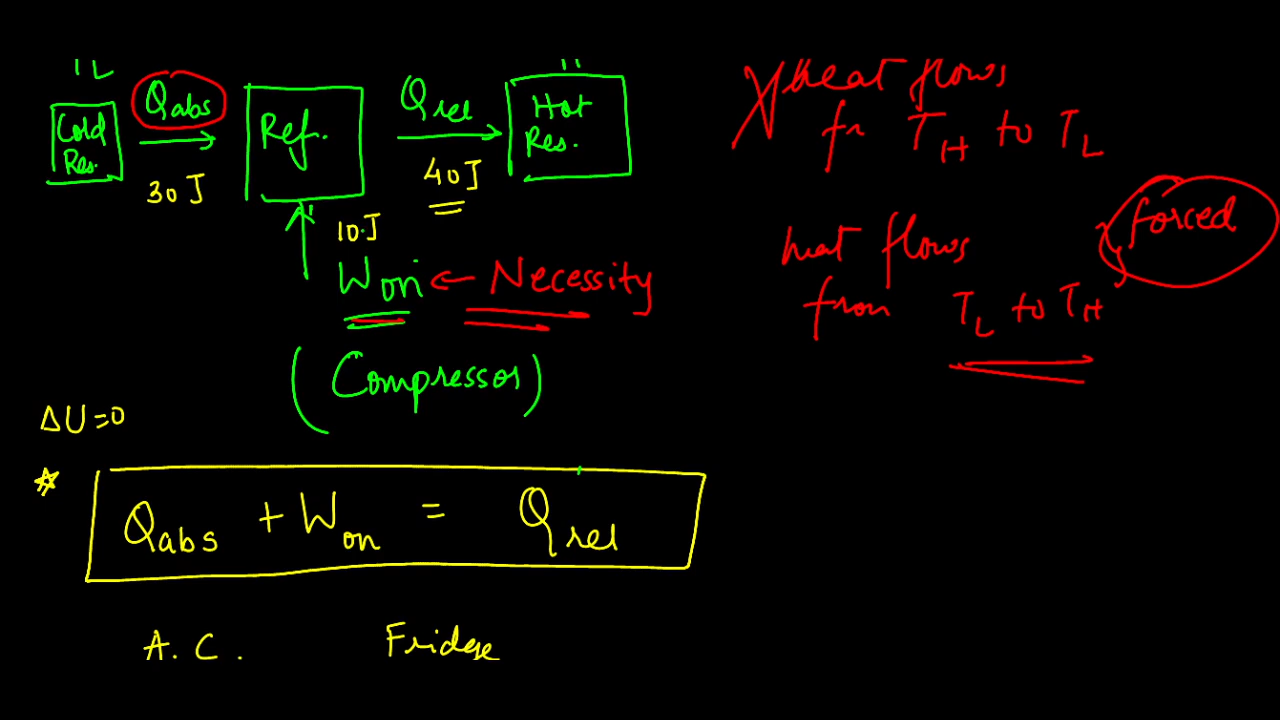 TL
Cold
Res.
Qabs
30 J
Ref.
Qrel
40 J
Hot
Res.
10 J
Won ← Necessity
(Compressor)
ΔU=0
Qabs + Won = Qrel
A.C. Fridge
heat flows
fr TH to TL
heat flows
from TL to TH
forced